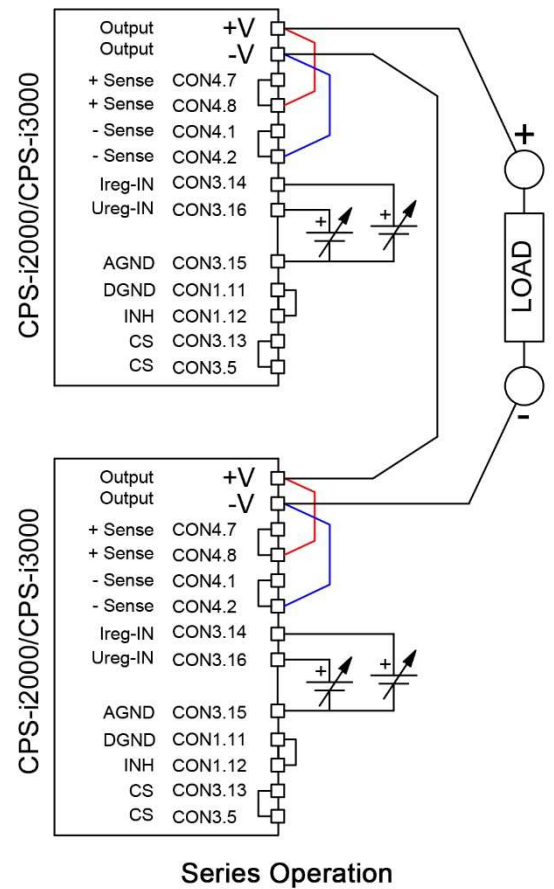 CPS-i2000/CPS-i3000
Output +V
Output -V
+ Sense CON4.7
+ Sense CON4.8
- Sense CON4.1
- Sense CON4.2
Ireg-IN CON3.14
Ureg-IN CON3.16
+ +
AGND CON3.15
DGND CON1.11
INH CON1.12
CS CON3.13
CS CON3.5
+
LOAD
-
CPS-i2000/CPS-i3000
Output +V
Output -V
+ Sense CON4.7
+ Sense CON4.8
- Sense CON4.1
- Sense CON4.2
Ireg-IN CON3.14
Ureg-IN CON3.16
+ +
AGND CON3.15
DGND CON1.11
INH CON1.12
CS CON3.13
CS CON3.5
Series Operation